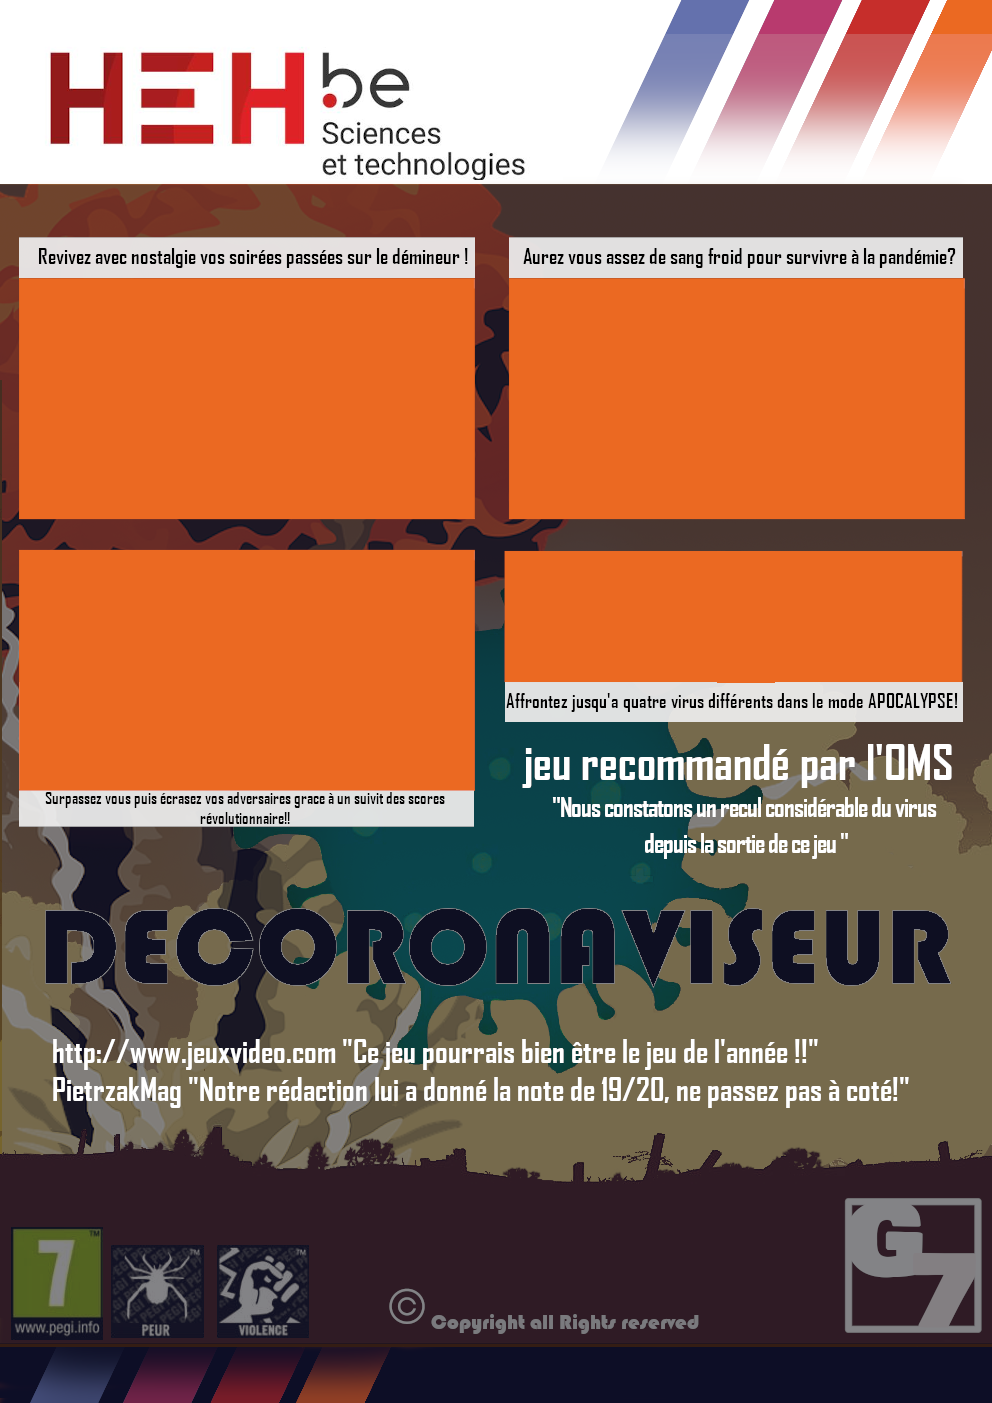 HEH.be
Sciences
et technologies
Revivez avec nostalgie vos soirées passées sur le démineur !
Aurez vous assez de sang froid pour survivre à la pandémie?
Affrontez jusqu'a quatre virus différents dans le mode APOCALYPSE!
Surpassez vous puis écrasez vos adversaires grace à un suivit des scores
révolutionnaire!!
jeu recommandé par l'OMS
"Nous constatons un recul considérable du virus
depuis la sortie de ce jeu "
DECORONAVISEUR
http://www.jeuxvideo.com "Ce jeu pourrais bien être le jeu de l'année !!"
PietrzakMag "Notre rédaction lui a donné la note de 19/20, ne passez pas à coté!"
7
TM
www.pegi.info
TM
PEUR
TM
VIOLENCE
© Copyright all Rights reserved
G7